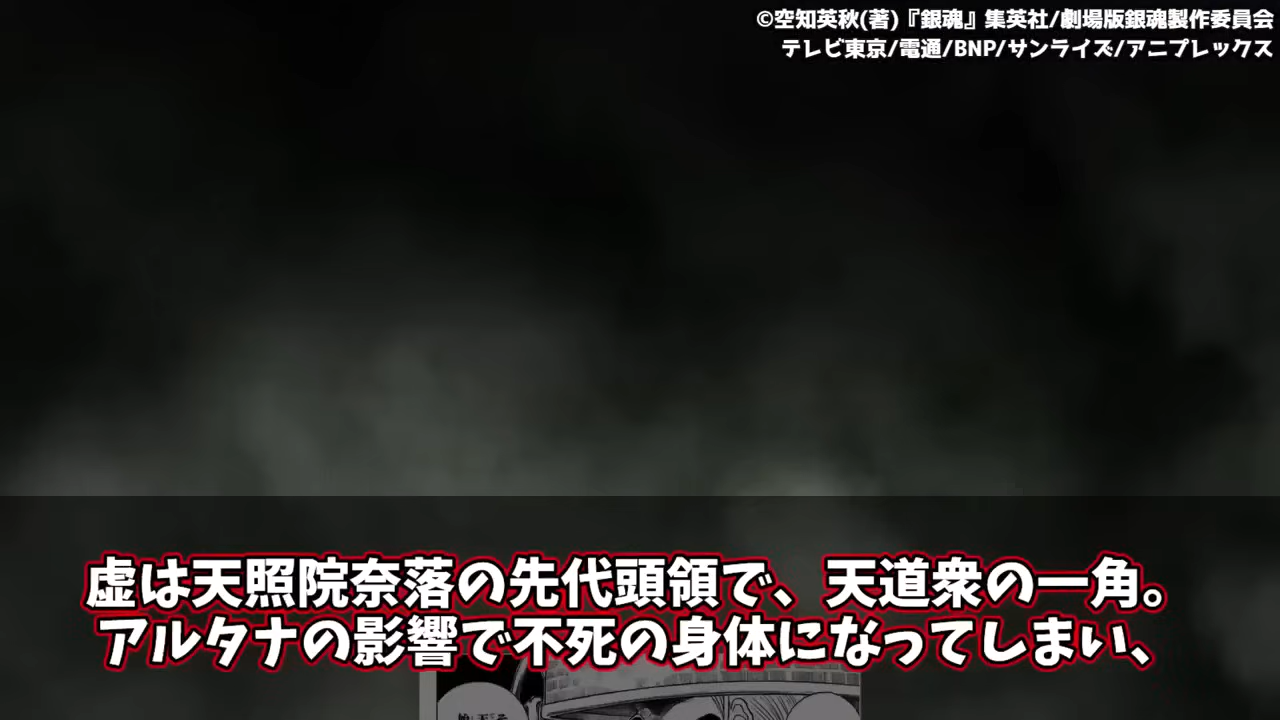 ©空知英秋(著)『銀魂』集英社/劇場版銀魂製作委員会
テレビ東京/電通/BNP/サンライズ/アニプレックス
虚は天照院奈落の先代頭領で、天道衆の一角。
アルタナの影響で不死の身体になってしまい、